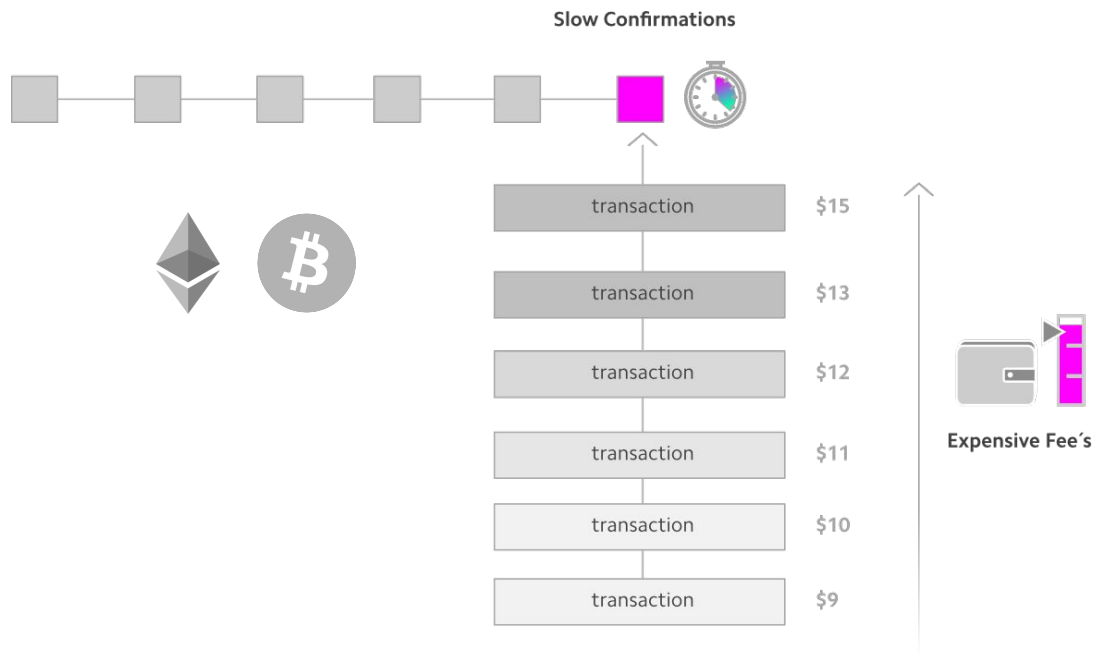 Slow Confirmations
transaction $15
transaction $13
transaction $12
transaction $11
Expensive Fee´s
transaction $10
transaction $9